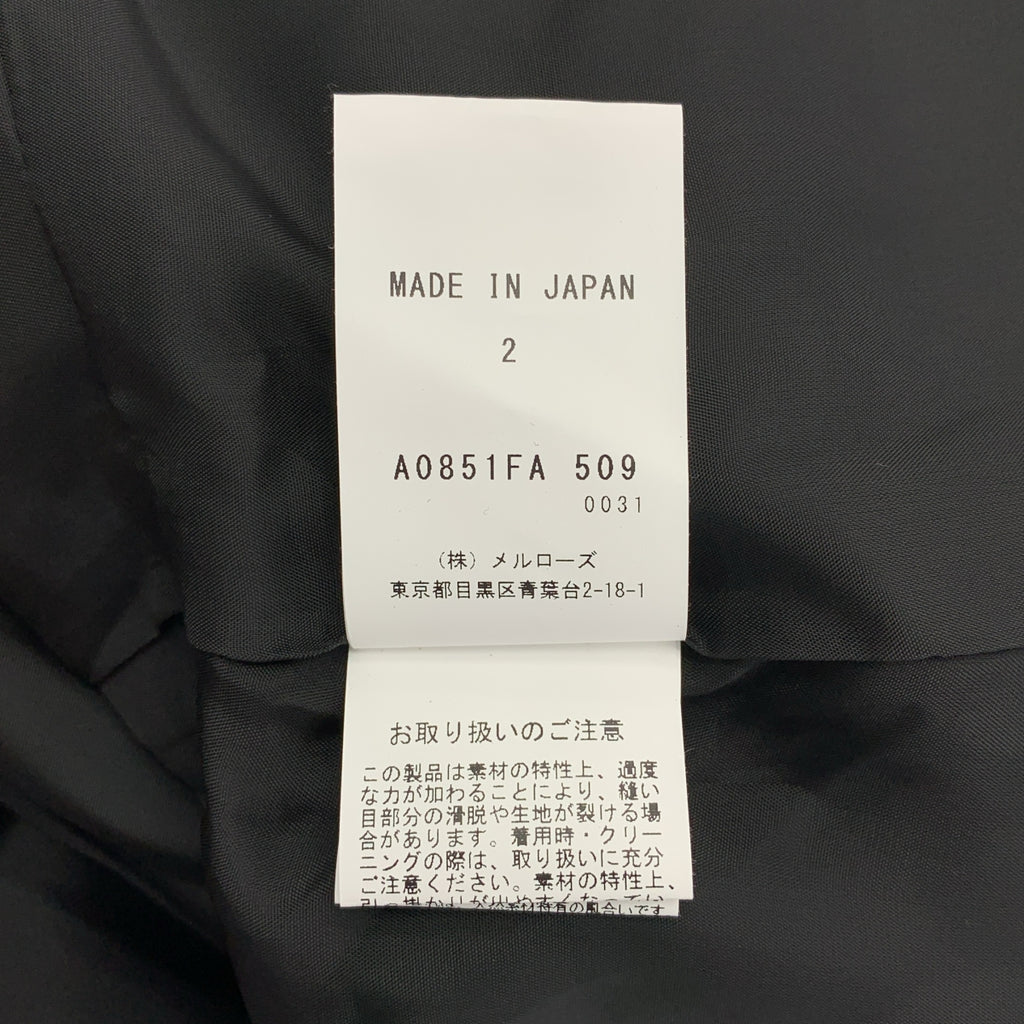 MADE IN JAPAN
2
A0851FA 509
0031
(株) メルローズ
東京都目黒区青葉台2-18-1
お取り扱いのご注意
この製品は素材の特性上、過度
な力が加わることにより、縫い
目部分の滑脱や生地が裂ける場
合があります。着用時・クリー
ニングの際は、取り扱いに充分
ご注意ください。素材の特性上、